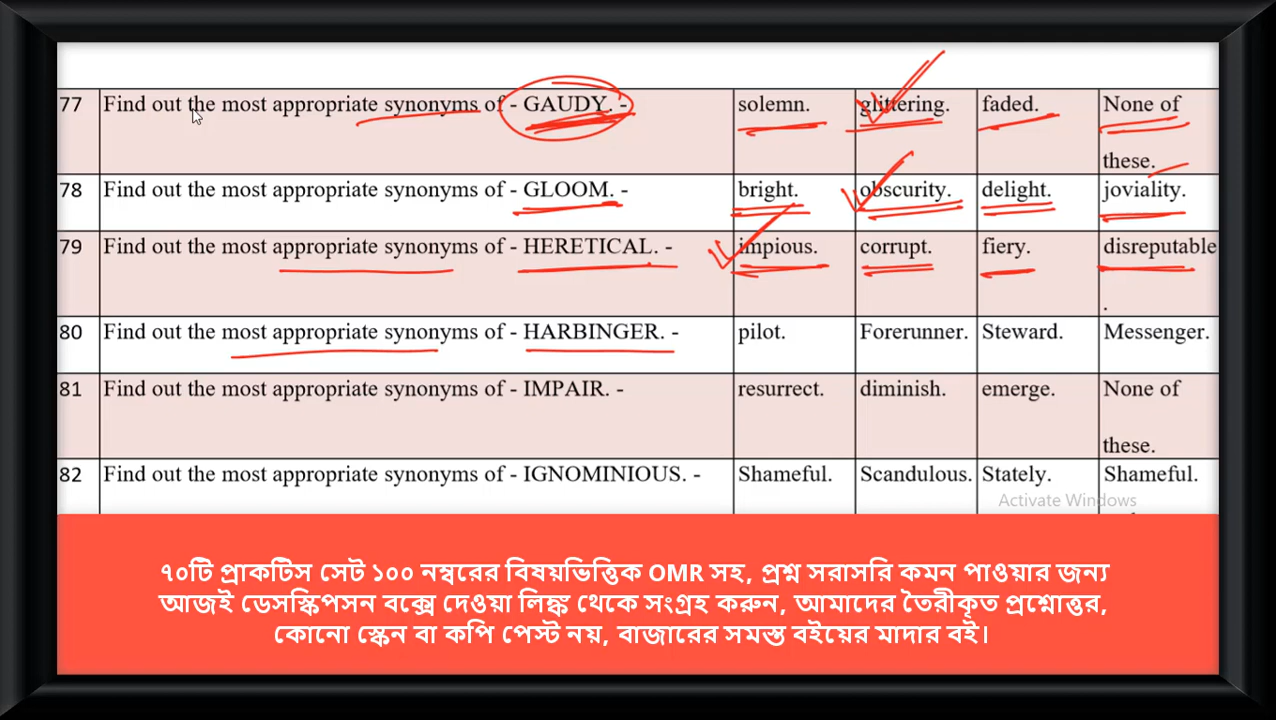 77 Find out the most appropriate synonyms of - GAUDY. - solemn. glittering. faded. None of
these.
78 Find out the most appropriate synonyms of - GLOOM. - bright. obscurity. delight. joviality.
79 Find out the most appropriate synonyms of - HERETICAL. - impious. corrupt. fiery. disreputable
.
80 Find out the most appropriate synonyms of - HARBINGER. - pilot. Forerunner. Steward. Messenger.
81 Find out the most appropriate synonyms of - IMPAIR. - resurrect. diminish. emerge. None of
these.
82 Find out the most appropriate synonyms of - IGNOMINIOUS. - Shameful. Scandulous. Stately. Shameful.
Activate Windows
৭০টি প্রাকটিস সেট ১০০ নম্বরের বিষয়ভিত্তিক OMR সহ, প্রশ্ন সরাসরি কমন পাওয়ার জন্য
আজই ডেসস্কিপসন বক্সে দেওয়া লিঙ্ক থেকে সংগ্রহ করুন, আমাদের তৈরীকৃত প্রশ্নোত্তর,
কোনো স্কেন বা কপি পেস্ট নয়, বাজারের সমস্ত বইয়ের মাদার বই।